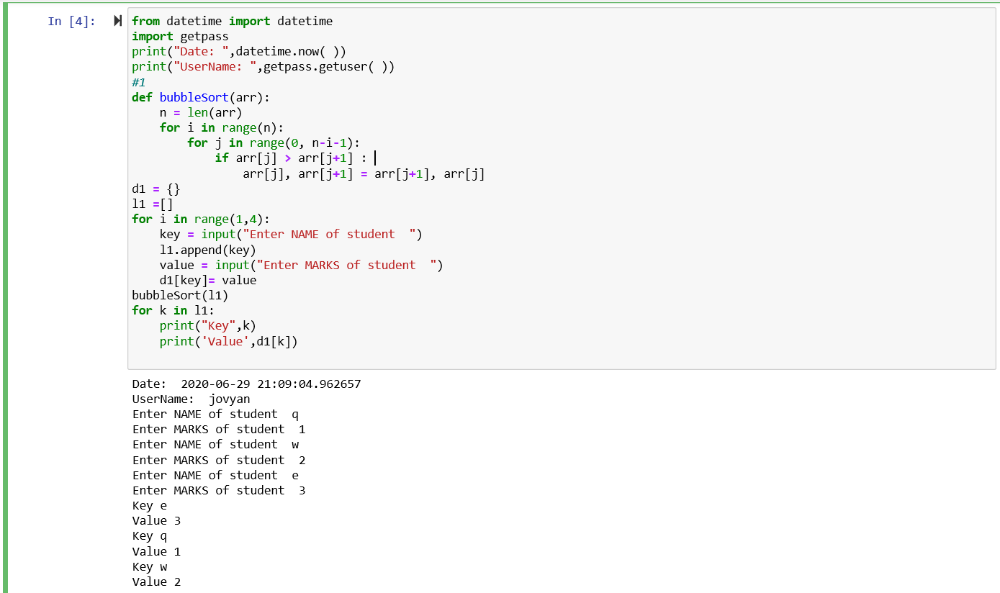 In [4]:
from datetime import datetime
import getpass
print("Date: ",datetime.now( ))
print("UserName: ",getpass.getuser( ))
#1
def bubbleSort(arr):
    n = len(arr)
    for i in range(n):
        for j in range(0, n-i-1):
            if arr[j] > arr[j+1] :
                arr[j], arr[j+1] = arr[j+1], arr[j]
d1 = {}
l1 =[]
for i in range(1,4):
    key = input("Enter NAME of student  ")
    l1.append(key)
    value = input("Enter MARKS of student  ")
    d1[key]= value
bubbleSort(l1)
for k in l1:
    print("Key",k)
    print('Value',d1[k])
Date:  2020-06-29 21:09:04.962657
UserName:  jovyan
Enter NAME of student  q
Enter MARKS of student  1
Enter NAME of student  w
Enter MARKS of student  2
Enter NAME of student  e
Enter MARKS of student  3
Key e
Value 3
Key q
Value 1
Key w
Value 2